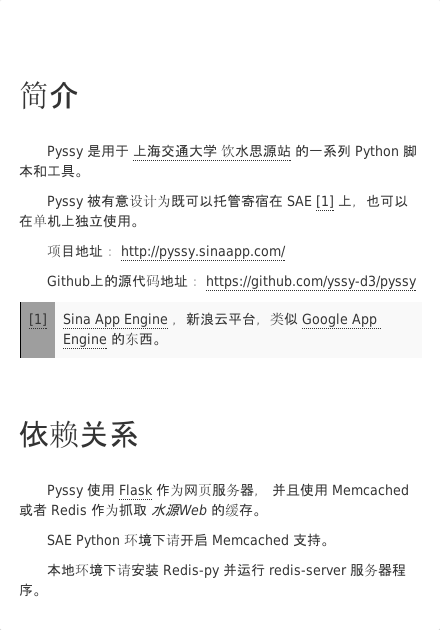 简介
Pyssy 是用于 上海交通大学 饮水思源站 的一系列 Python 脚
本和工具。
Pyssy 被有意设计为既可以托管寄宿在 SAE [1] 上，也可以
在单机上独立使用。
项目地址： http://pyssy.sinaapp.com/
Github上的源代码地址： https://github.com/yssy-d3/pyssy
[1] Sina App Engine ，新浪云平台，类似 Google App
Engine 的东西。
依赖关系
Pyssy 使用 Flask 作为网页服务器， 并且使用 Memcached
或者 Redis 作为抓取 水源Web 的缓存。
SAE Python 环境下请开启 Memcached 支持。
本地环境下请安装 Redis-py 并运行 redis-server 服务器程
序。